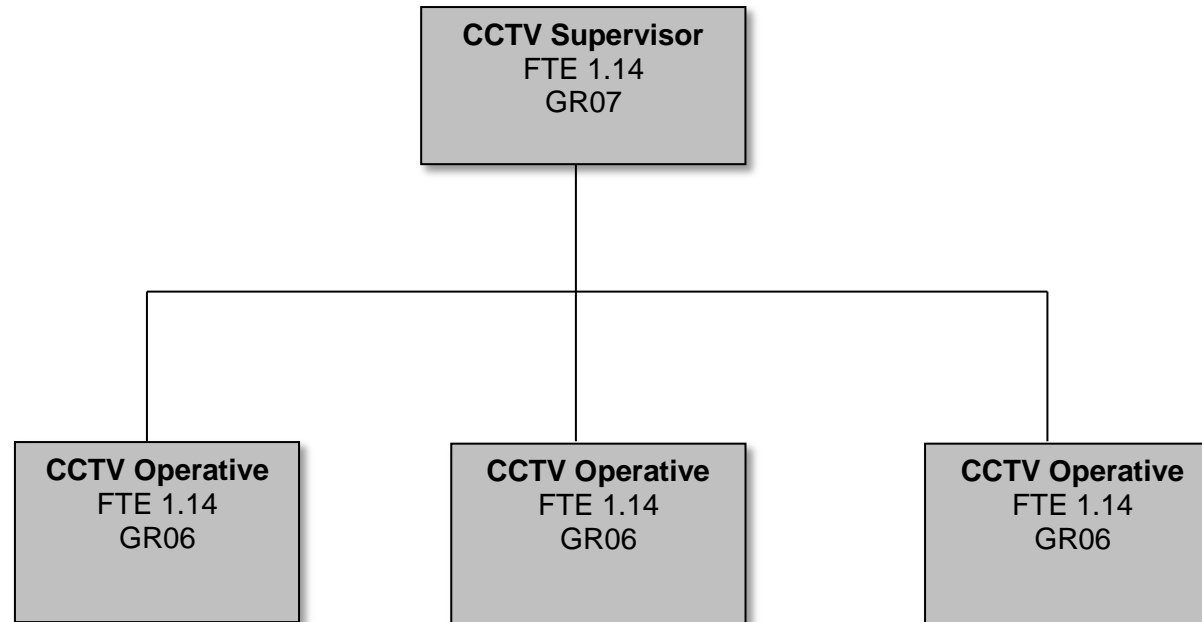 CCTV Supervisor
FTE 1.14
GR07
CCTV Operative
FTE 1.14
GR06
CCTV Operative
FTE 1.14
GR06
CCTV Operative
FTE 1.14
GR06